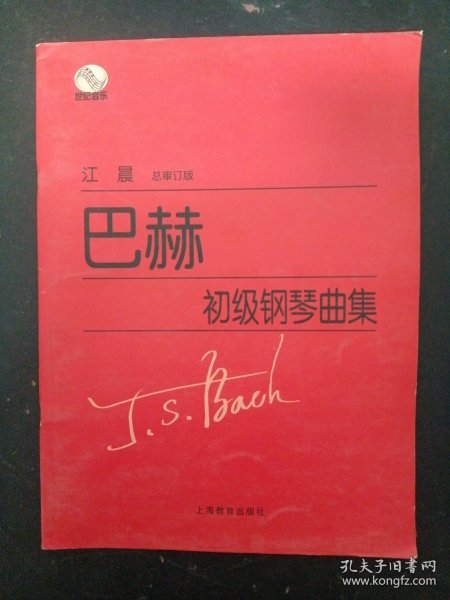 世纪音乐
江晨 总审订版
巴赫
初级钢琴曲集
J.S.Bach
上海教育出版社
孔夫子旧书网
www.kongfz.com